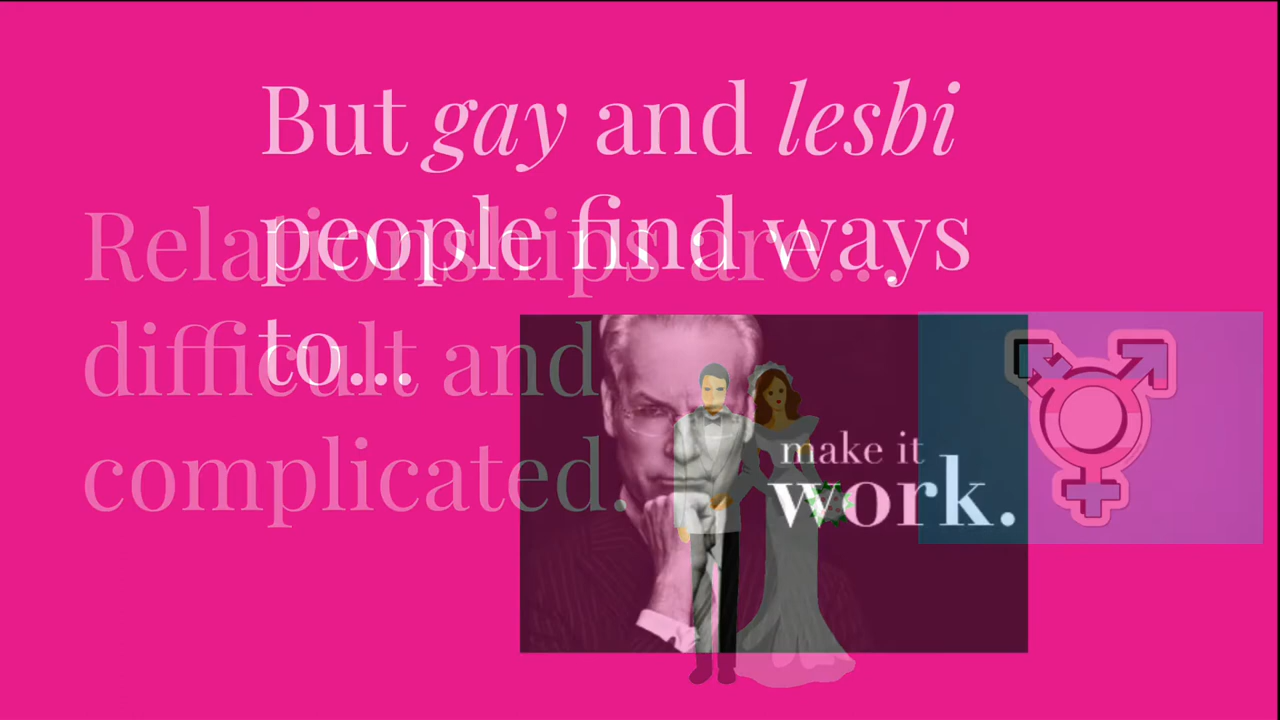 But gay and lesbi
people find ways
to...
Relationships are...
difficult and
complicated.
make it
work.